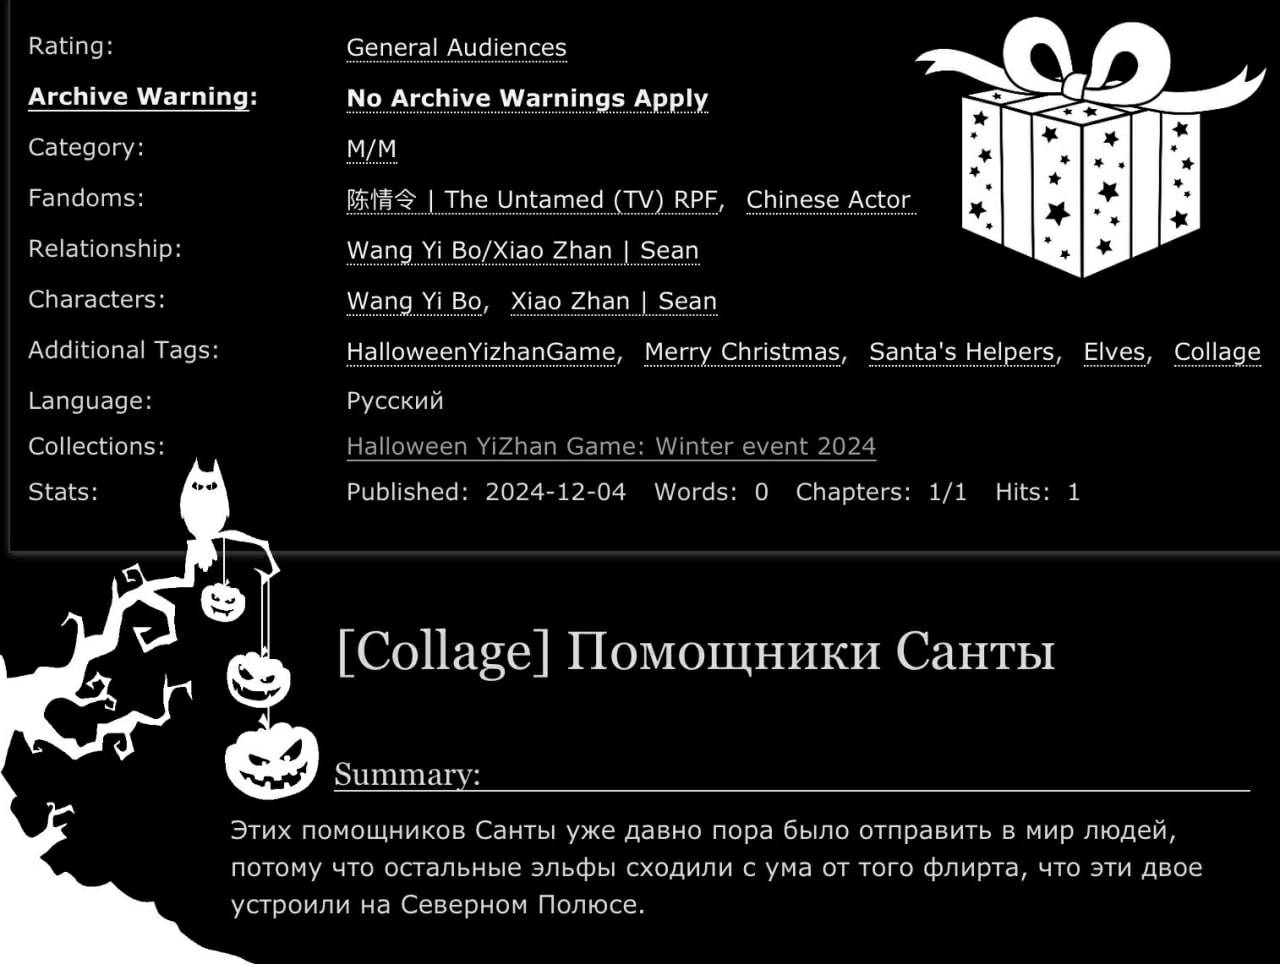 Rating: General Audiences
Archive Warning: No Archive Warnings Apply
Category: M/M
Fandoms: 陈情令 | The Untamed (TV) RPF, Chinese Actor
Relationship: Wang Yi Bo/Xiao Zhan | Sean
Characters: Wang Yi Bo, Xiao Zhan | Sean
Additional Tags: HalloweenYizhanGame, Merry Christmas, Santa's Helpers, Elves, Collage
Language: Русский
Collections: Halloween YiZhan Game: Winter event 2024
Stats: Published: 2024-12-04 Words: 0 Chapters: 1/1 Hits: 1
[Collage] Помощники Санты
Summary:
Этих помощников Санты уже давно пора было отправить в мир людей,
потому что остальные эльфы сходили с ума от того флирта, что эти двое
устроили на Северном Полюсе.